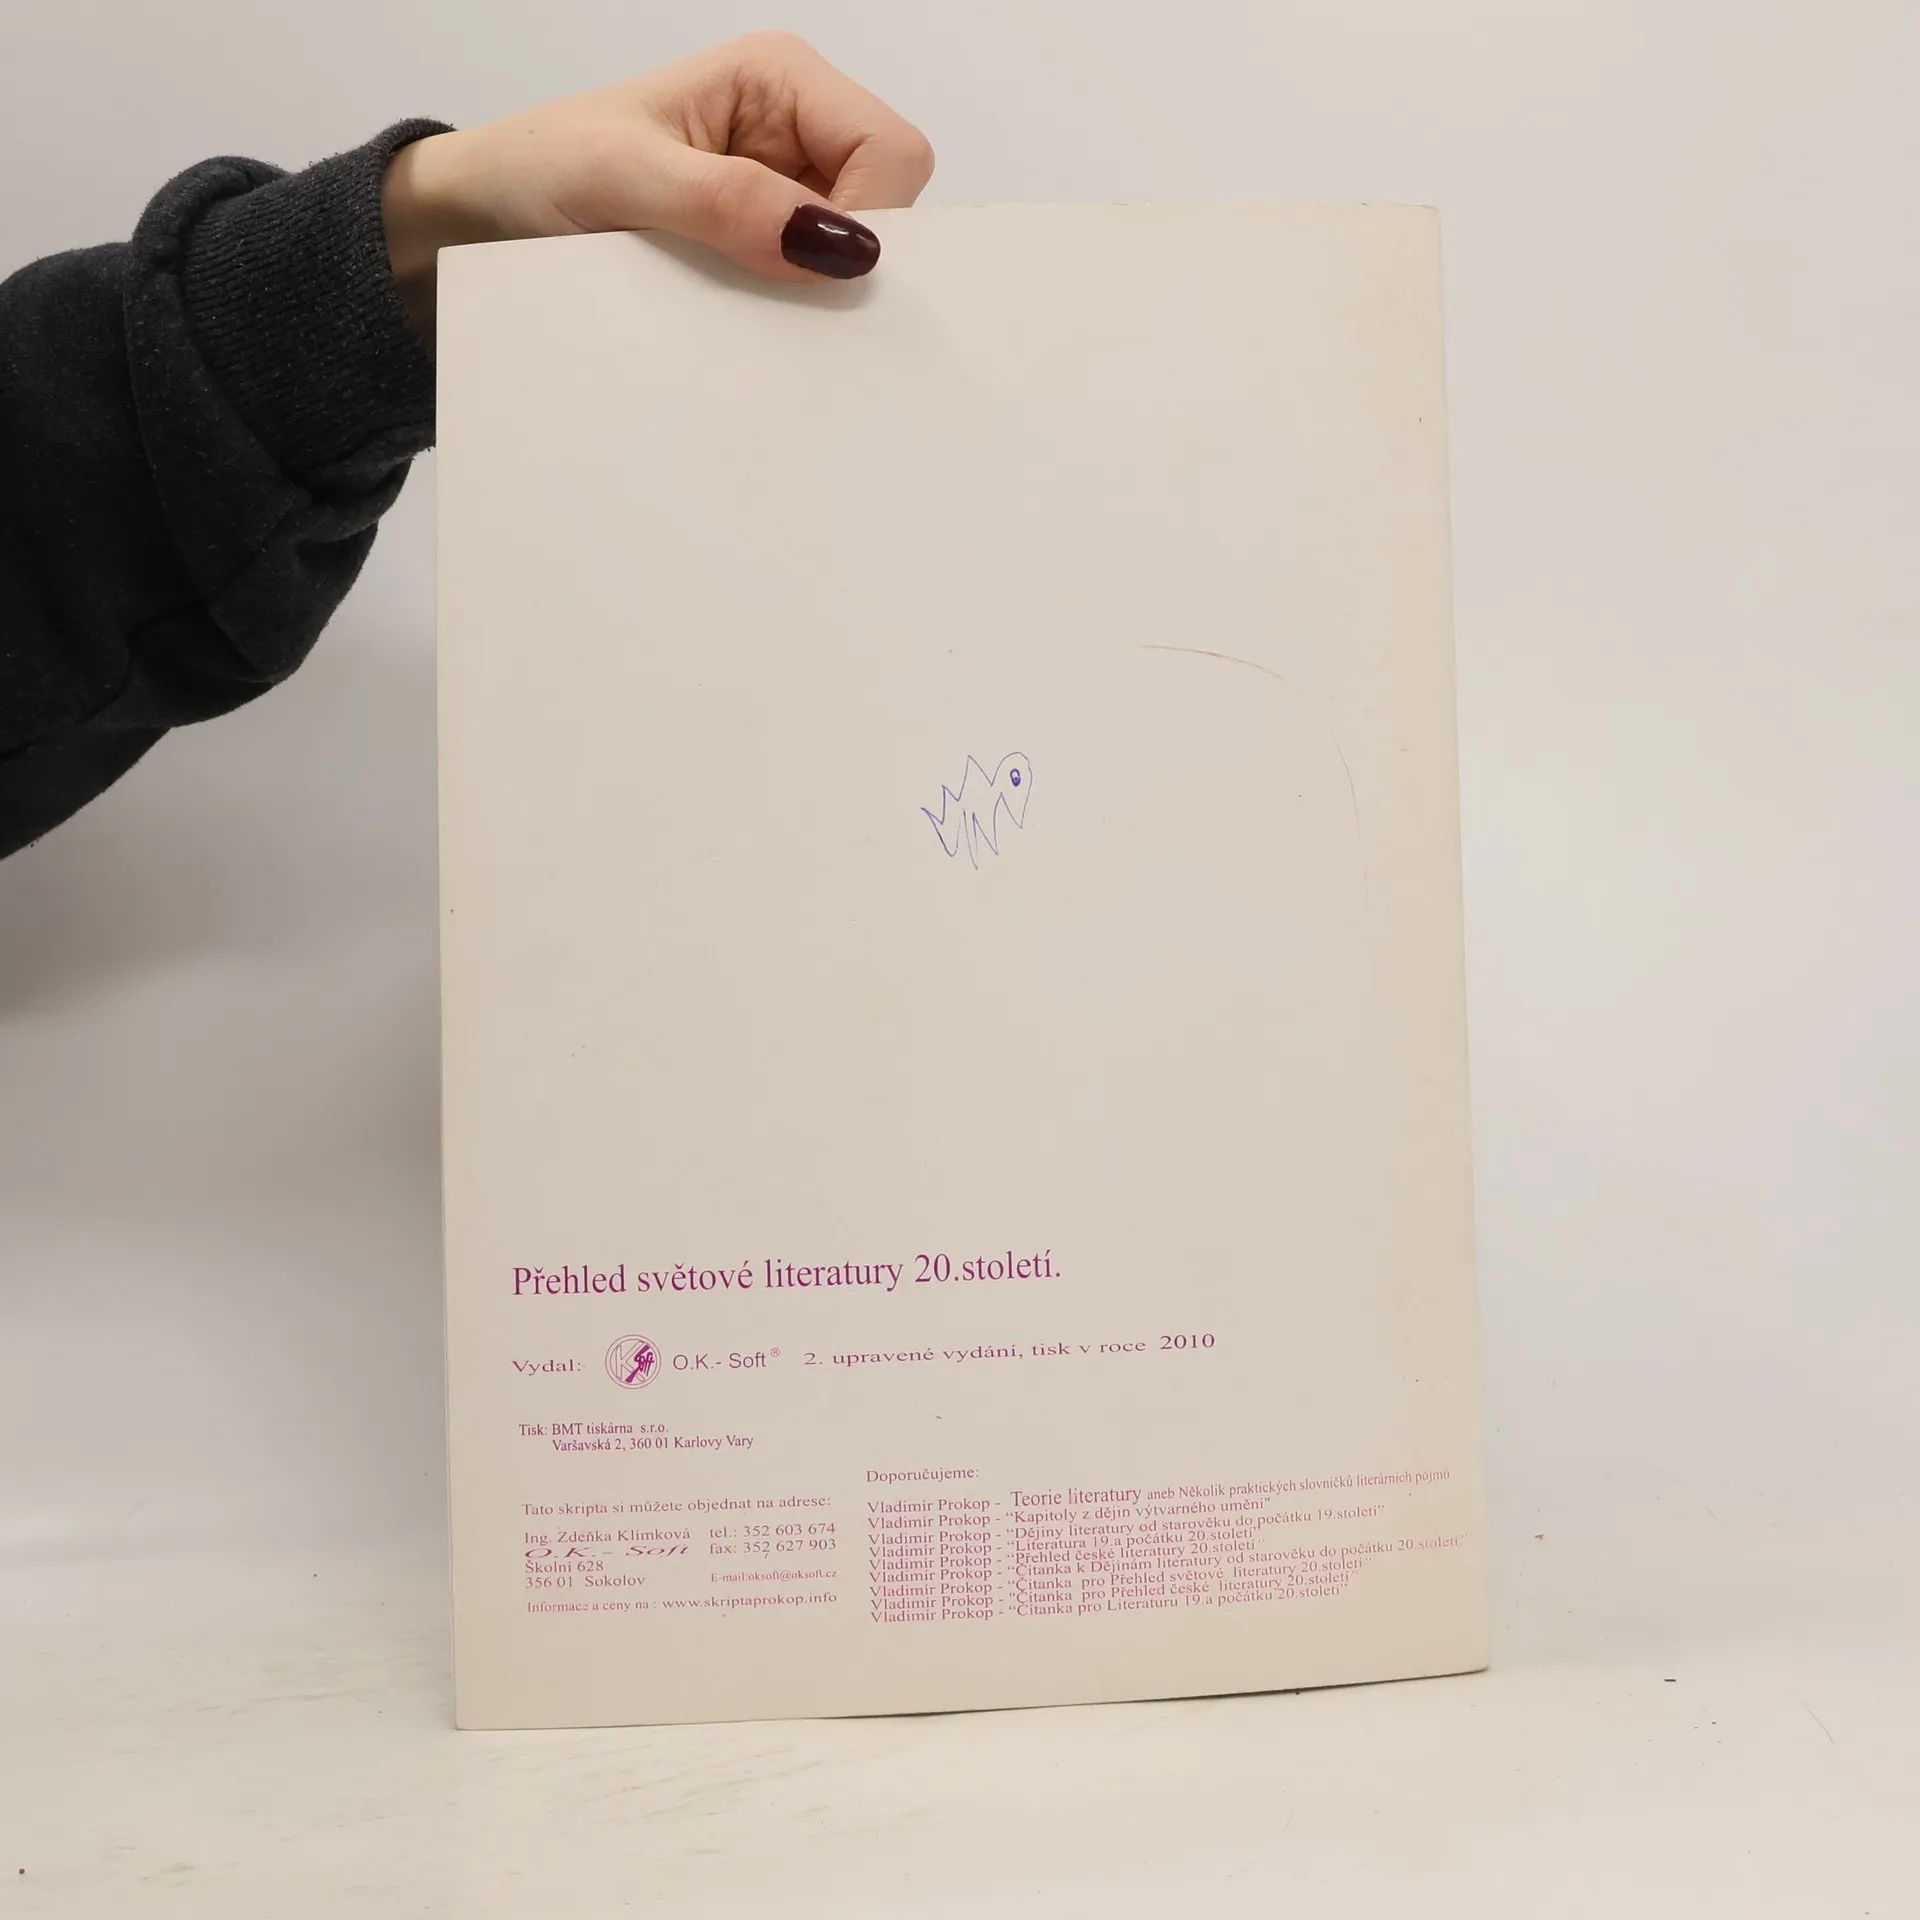 Přehled světové literatury 20.století.
Vydal: K Soft O.K.- Soft ® 2. upravené vydání, tisk v roce 2010
Tisk: BMT tiskárna s.r.o.
Varšavská 2, 360 01 Karlovy Vary
Tato skripta si můžete objednat na adrese:
Ing. Zdeňka Klímková tel.: 352 603 674
O.K.- Soft fax: 352 627 903
Školní 628
356 01 Sokolov E-mail:oksoft@oksoft.cz
Informace a ceny na : www.skriptaprokop.info
Doporučujeme:
Vladimír Prokop - Teorie literatury aneb Několik praktických slovníčků literárních pojmů
Vladimír Prokop - “Kapitoly z dějin výtvarného umění"
Vladimír Prokop - “Dějiny literatury od starověku do počátku 19.století“
Vladimír Prokop - “Literatura 19.a počátku 20.století“
Vladimír Prokop - “Přehled české literatury 20.století“
Vladimír Prokop - “Čítanka k Dějinám literatury od starověku do počátku 20.století“
Vladimír Prokop - “Čítanka pro Přehled světové literatury 20.století“
Vladimír Prokop - "Čítanka pro Přehled české literatury 20.století“
Vladimír Prokop - “Čítanka pro Literaturu 19.a počátku 20.století“